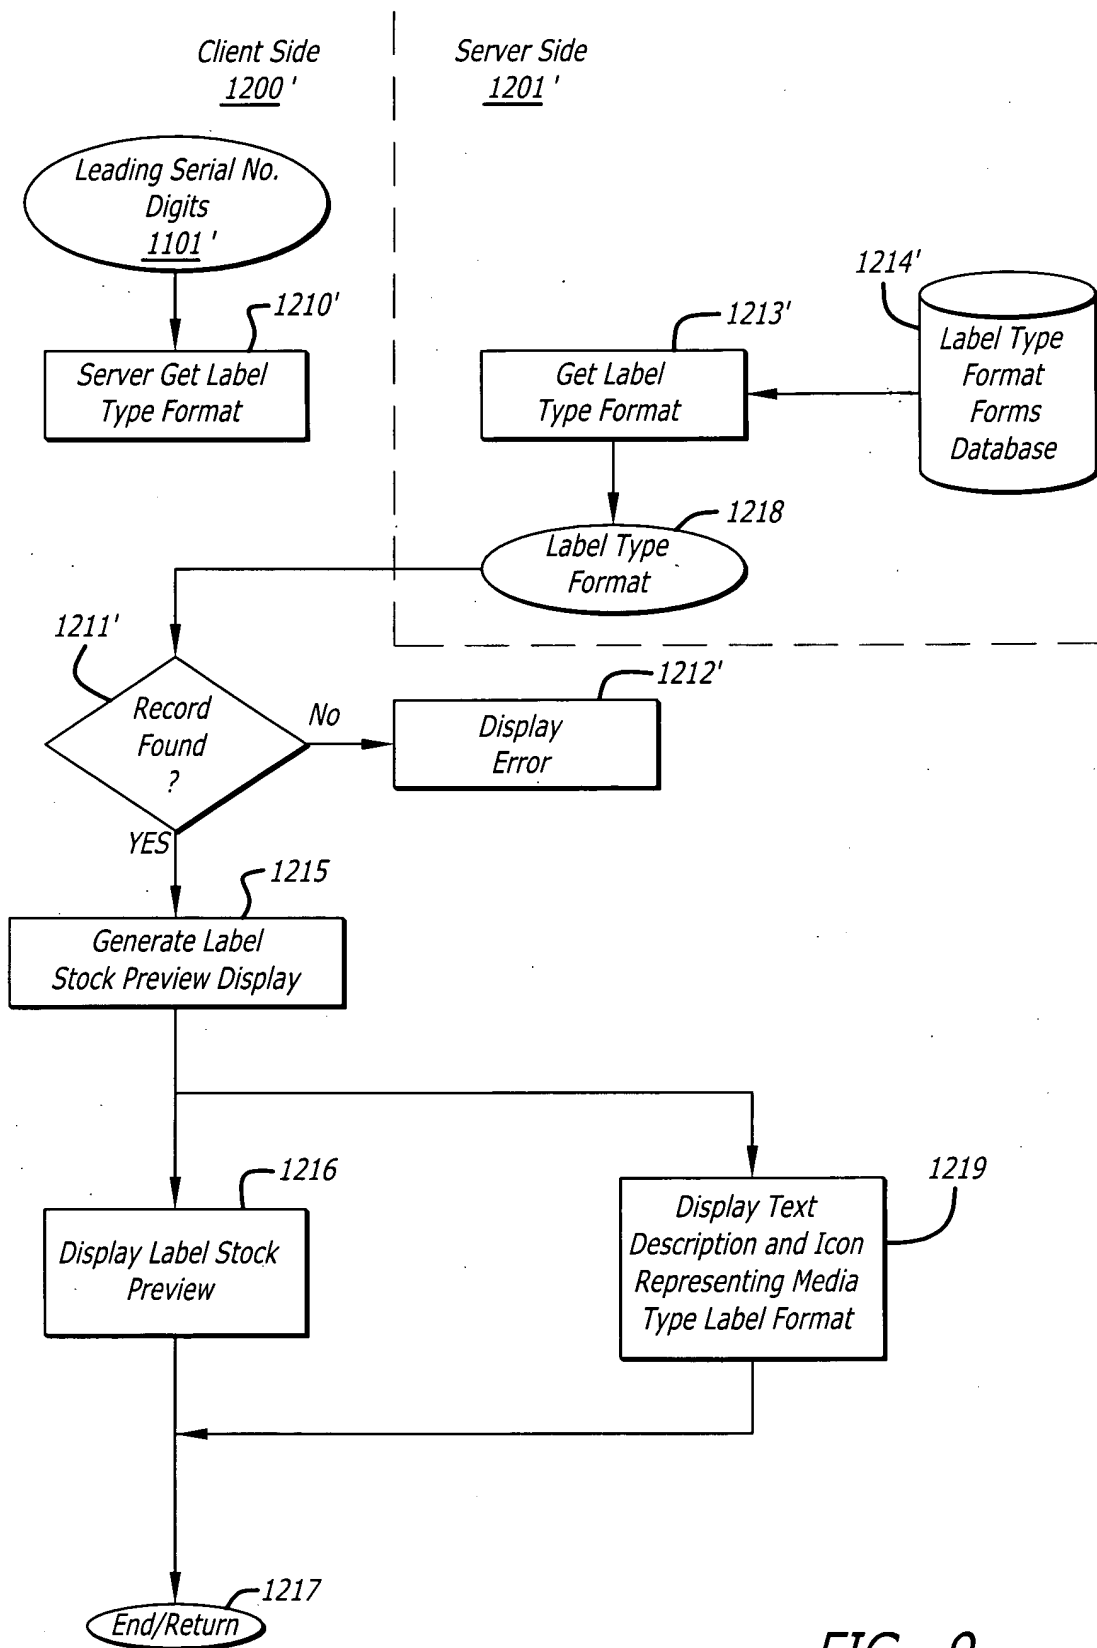 Client Side
1200'
Server Side
1201'
Leading Serial No.
Digits
1101'
1210'
Server Get Label
Type Format
1213'
Get Label
Type Format
1214'
Label Type
Format
Forms
Database
1218
Label Type
Format
1211'
Record
Found
?
No
1212'
Display
Error
YES
1215
Generate Label
Stock Preview Display
1216
Display Label Stock
Preview
1219
Display Text
Description and Icon
Representing Media
Type Label Format
1217
End/Return
FIG. 9